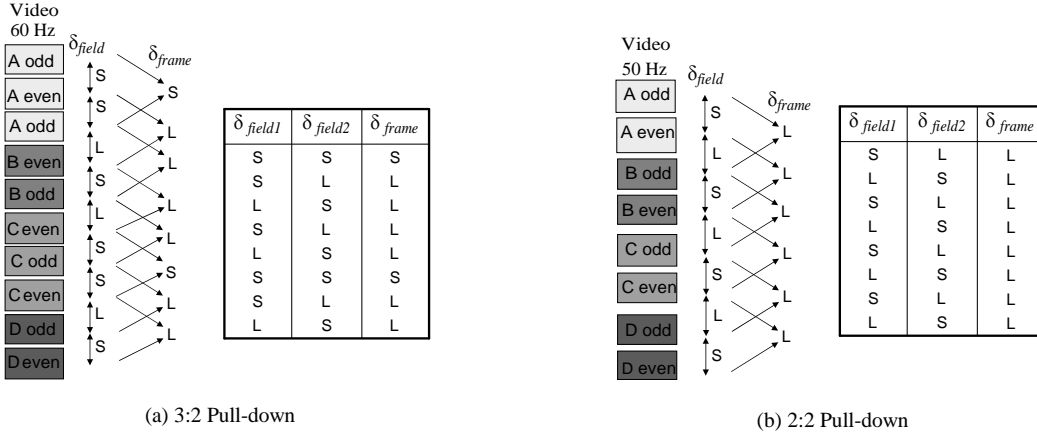 Video
60 Hz
δfield
δframe
A odd
A even
A odd
B even
B odd
C even
C odd
C even
D odd
D even
S
S
L
S
L
S
S
L
S
S
L
L
L
L
S
L
L
δfield1 δfield2 δframe
S S S
S L L
L S L
S L L
L S L
S S S
S L L
L S L
(a) 3:2 Pull-down
Video
50 Hz
δfield
δframe
A odd
A even
B odd
B even
C odd
C even
D odd
D even
S
L
S
L
S
L
S
L
L
L
L
L
L
δfield1 δfield2 δframe
S L L
L S L
S L L
L S L
S L L
L S L
S L L
L S L
(b) 2:2 Pull-down